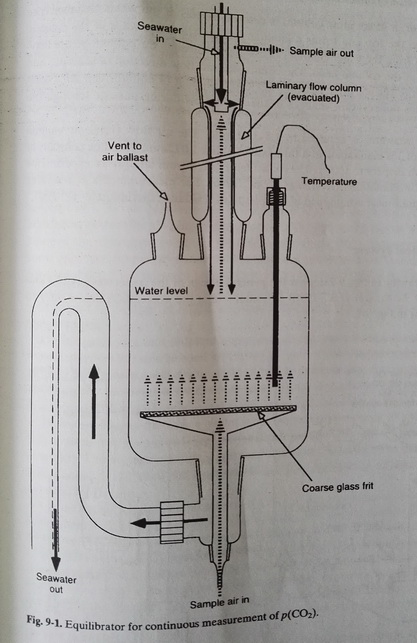 Seawater
in
Sample air out
Laminary flow column
(evacuated)
Vent to
air ballast
Temperature
Water level
Coarse glass frit
Seawater
out
Sample air in
Fig. 9-1. Equilibrator for continuous measurement of p(CO₂).